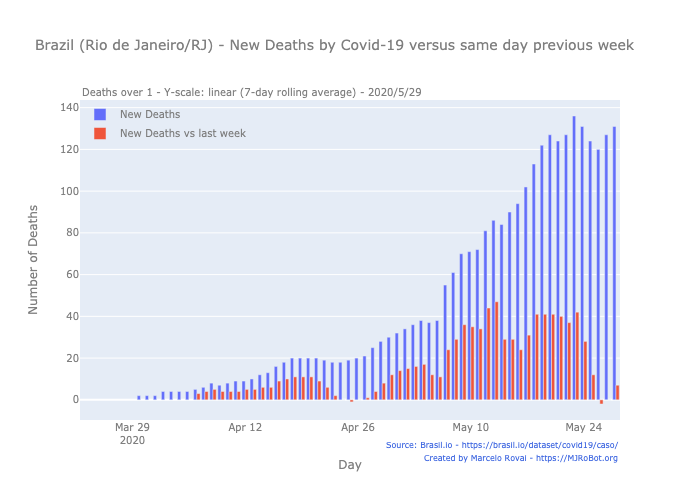 Brazil (Rio de Janeiro/RJ) - New Deaths by Covid-19 versus same day previous week
Deaths over 1 - Y-scale: linear (7-day rolling average) - 2020/5/29
New Deaths
New Deaths vs last week
140
120
100
80
60
40
20
0
Number of Deaths
Mar 29
2020
Apr 12
Apr 26
May 10
May 24
Day
Source: Brasil.io - https://brasil.io/dataset/covid19/caso/
Created by Marcelo Rovai - https://MJRoBot.org